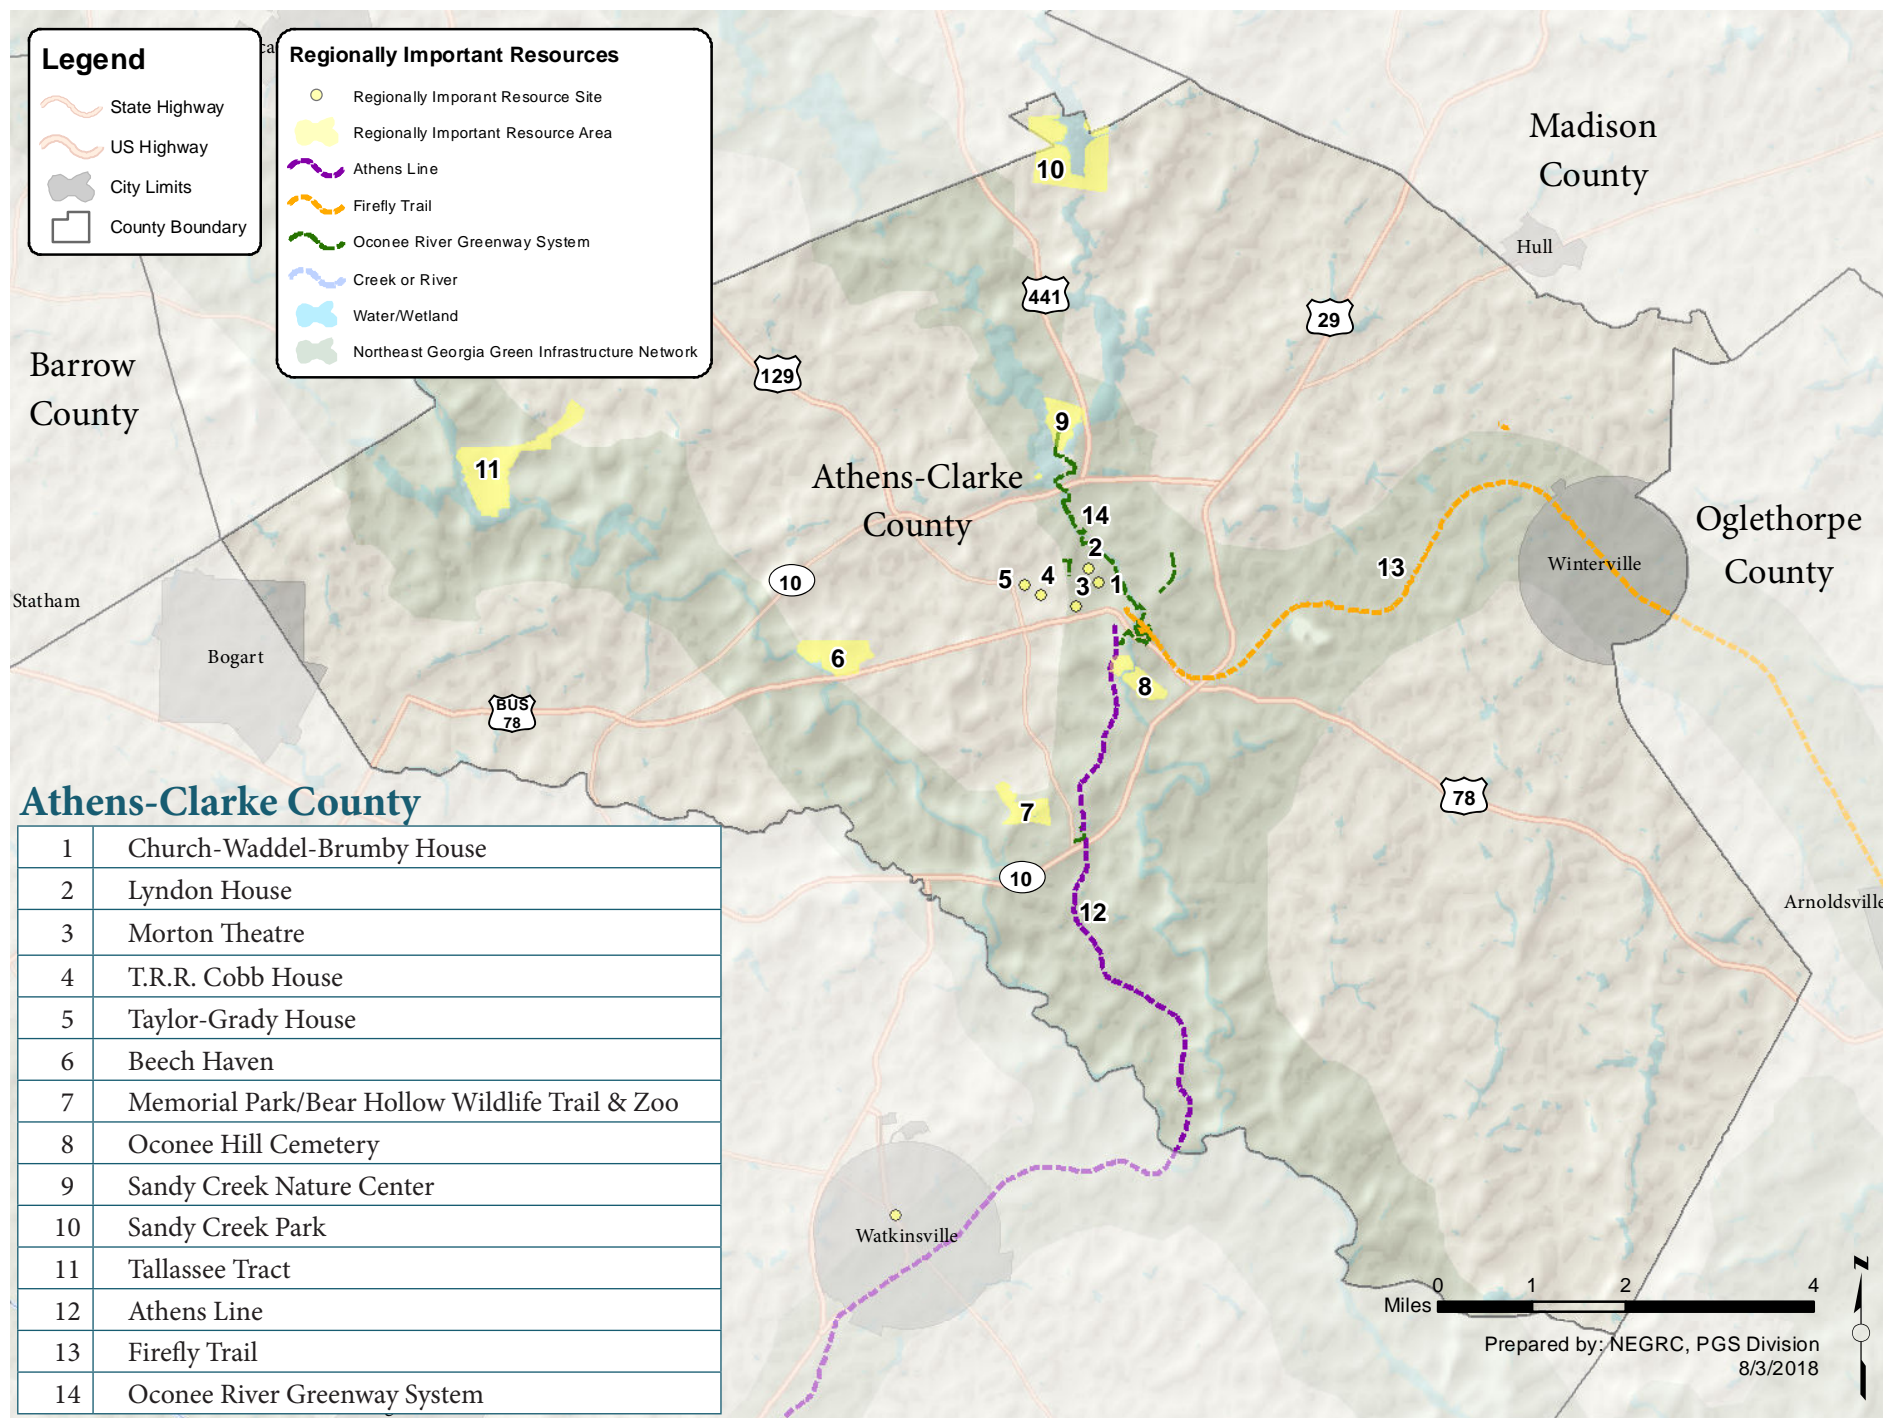 Legend
State Highway
US Highway
City Limits
County Boundary
Regionally Important Resources
Regionally Imporant Resource Site
Regionally Important Resource Area
Athens Line
Firefly Trail
Oconee River Greenway System
Creek or River
Water/Wetland
Northeast Georgia Green Infrastructure Network
Madison
County
Hull
10
441
29
129
Barrow
County
9
11
Athens-Clarke
County
14
2
Oglethorpe
County
13
Winterville
10
5
4
3
1
Statham
Bogart
6
8
BUS
78
78
7
10
12
Arnoldsville
Watkinsville
Athens-Clarke County
1 Church-Waddel-Brumby House
2 Lyndon House
3 Morton Theatre
4 T.R.R. Cobb House
5 Taylor-Grady House
6 Beech Haven
7 Memorial Park/Bear Hollow Wildlife Trail & Zoo
8 Oconee Hill Cemetery
9 Sandy Creek Nature Center
10 Sandy Creek Park
11 Tallassee Tract
12 Athens Line
13 Firefly Trail
14 Oconee River Greenway System
0 1 2 4
Miles
Prepared by: NEGRC, PGS Division
8/3/2018
N